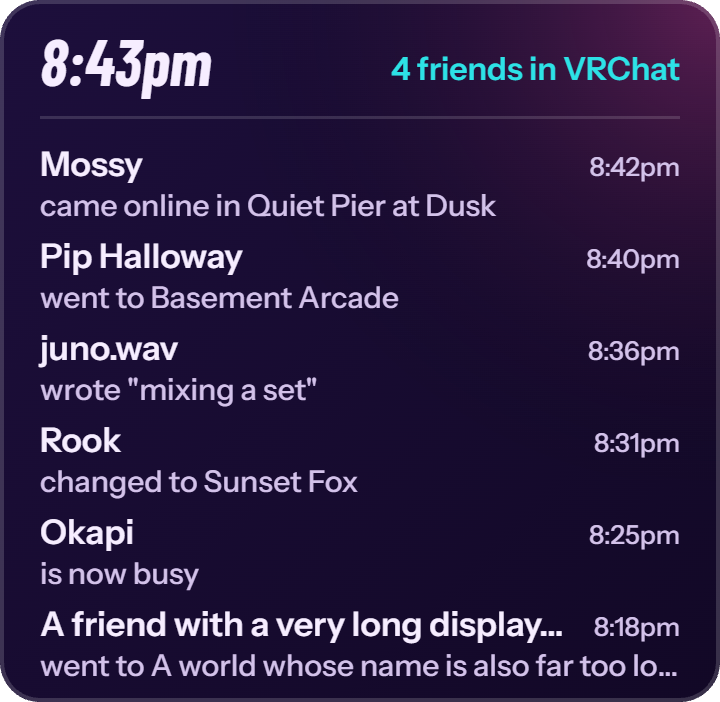 8:43pm
4 friends in VRChat
Mossy 8:42pm
came online in Quiet Pier at Dusk
Pip Halloway 8:40pm
went to Basement Arcade
juno.wav 8:36pm
wrote "mixing a set"
Rook 8:31pm
changed to Sunset Fox
Okapi 8:25pm
is now busy
A friend with a very long display... 8:18pm
went to A world whose name is also far too lo...